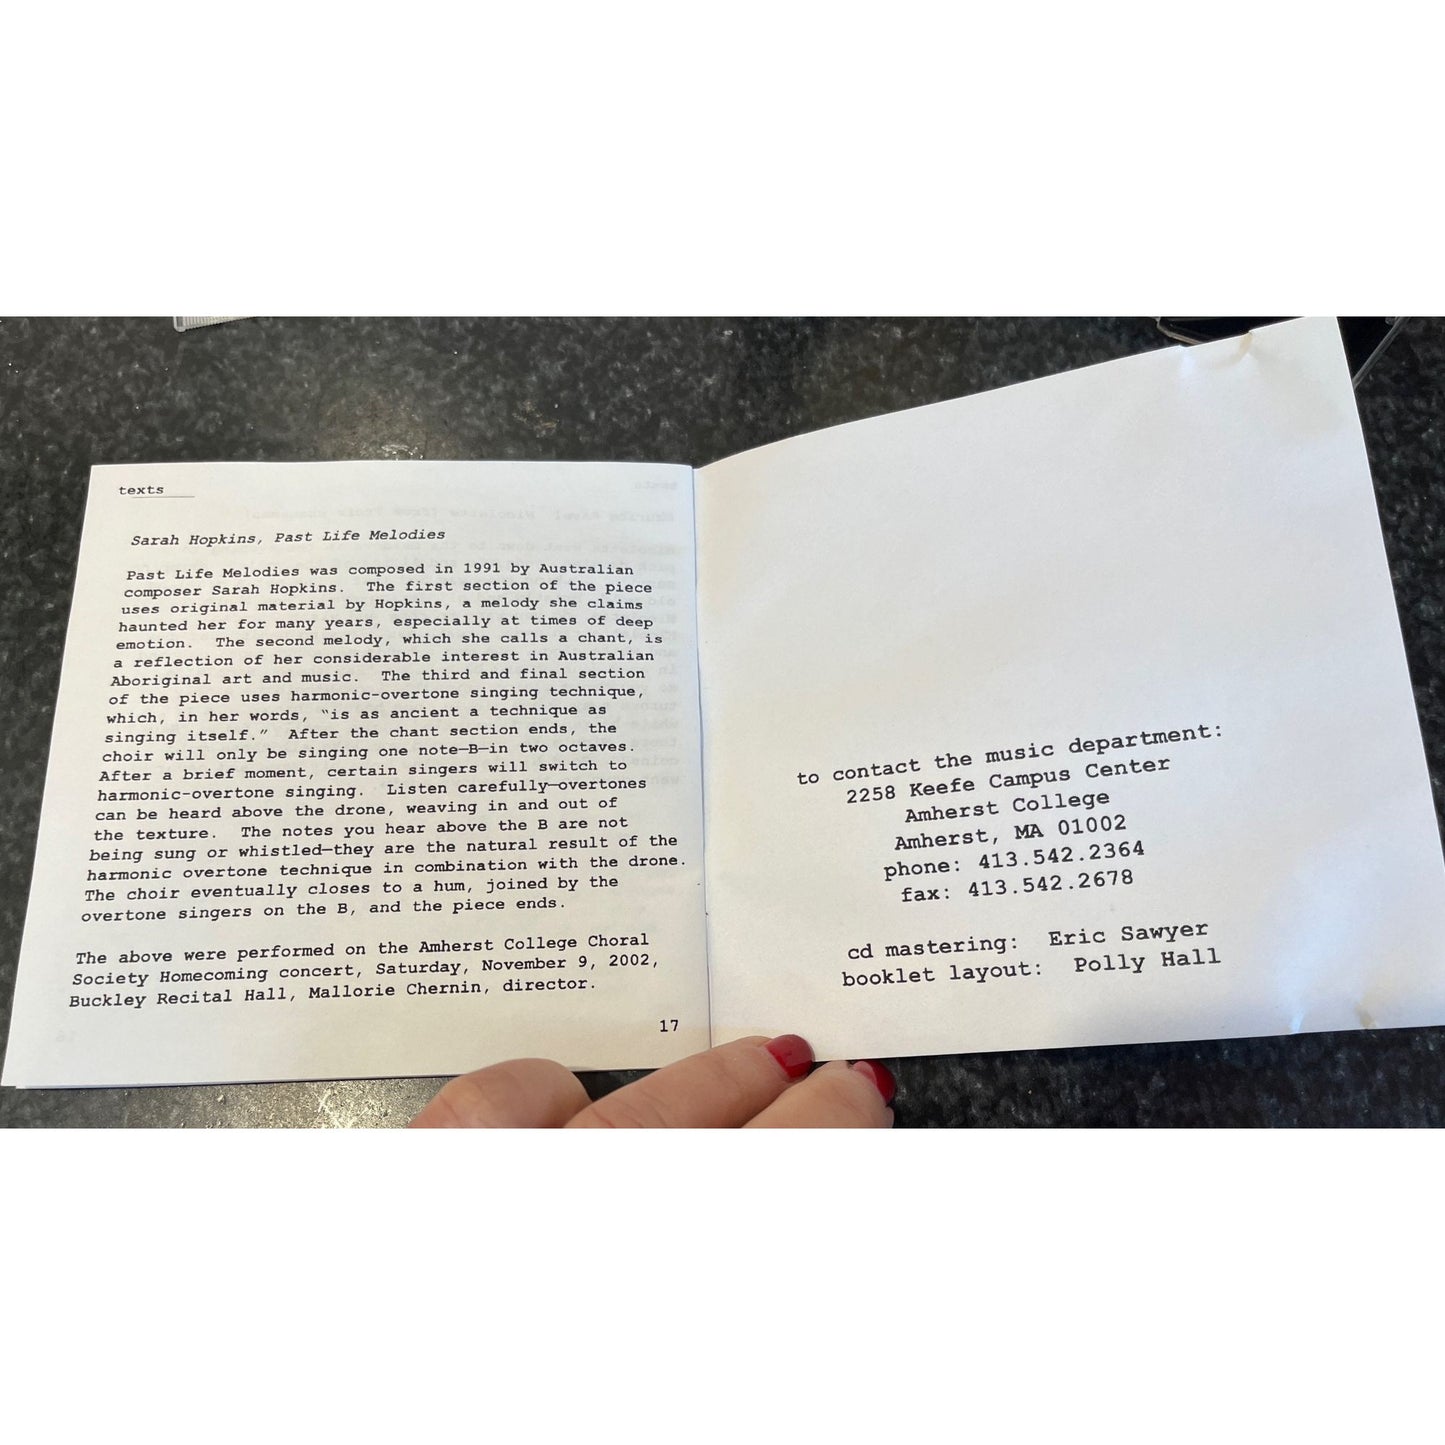 texts
Sarah Hopkins, Past Life Melodies
Past Life Melodies was composed in 1991 by Australian
composer Sarah Hopkins. The first section of the piece
uses original material by Hopkins, a melody she claims
haunted her for many years, especially at times of deep
emotion. The second melody, which she calls a chant, is
a reflection of her considerable interest in Australian
Aboriginal art and music. The third and final section
of the piece uses harmonic-overtone singing technique,
which, in her words, "is as ancient a technique as
singing itself." After the chant section ends, the
choir will only be singing one note—B—in two octaves.
After a brief moment, certain singers will switch to
harmonic-overtone singing. Listen carefully—overtones
can be heard above the drone, weaving in and out of
the texture. The notes you hear above the B are not
being sung or whistled—they are the natural result of the
harmonic overtone technique in combination with the drone.
The choir eventually closes to a hum, joined by the
overtone singers on the B, and the piece ends.
The above were performed on the Amherst College Choral
Society Homecoming concert, Saturday, November 9, 2002,
Buckley Recital Hall, Mallorie Chernin, director.
17
to contact the music department:
2258 Keefe Campus Center
Amherst College
Amherst, MA 01002
phone: 413.542.2364
fax: 413.542.2678
cd mastering: Eric Sawyer
booklet layout: Polly Hall